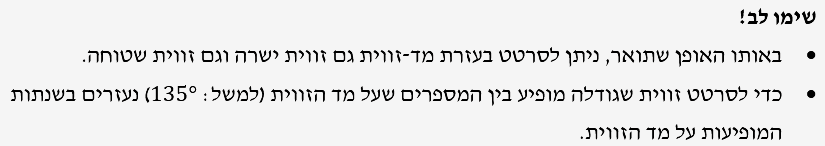 שימו לב!
• באותו האופן שתואר, ניתן לסרטט בעזרת מד-זווית גם זווית ישרה וגם זווית שטוחה.
• כדי לסרטט זווית שגודלה מופיע בין המספרים שעל מד הזווית (למשל: 135°) נעזרים בשנתות
המופיעות על מד הזווית.